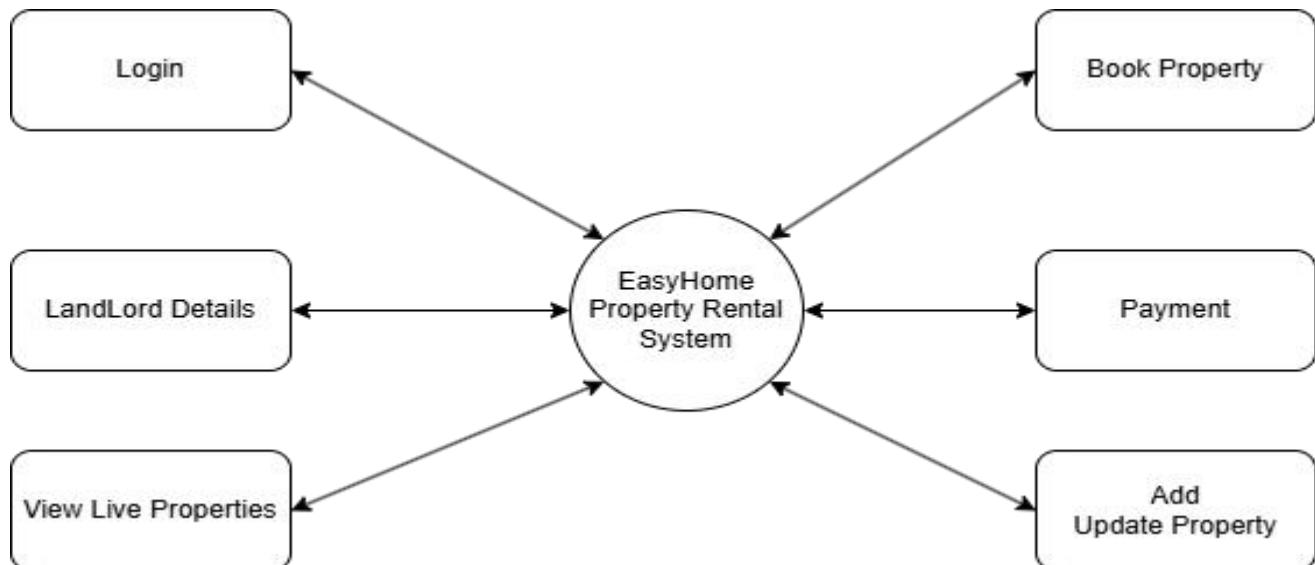 Login
Book Property
EasyHome
Property Rental
System
LandLord Details
Payment
View Live Properties
Add
Update Property